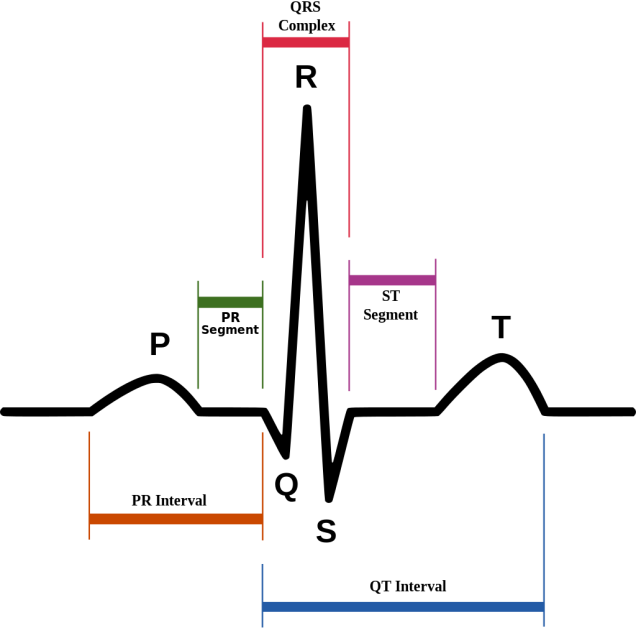 QRS
Complex
R
ST
Segment
PR
Segment
P
T
Q
PR Interval
S
QT Interval